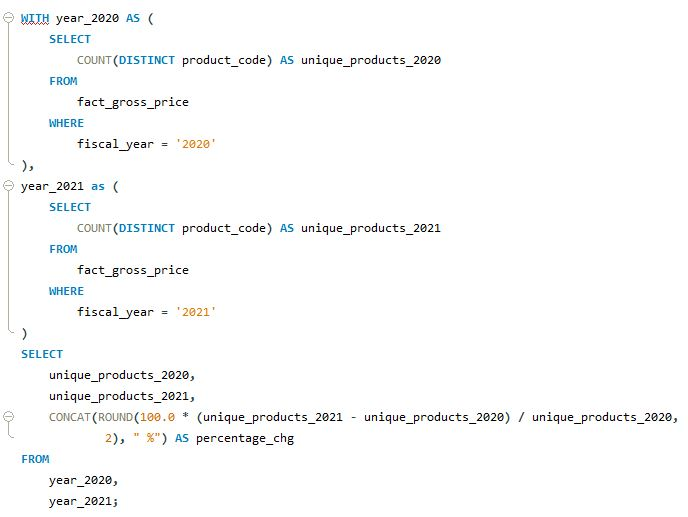 WITH year_2020 AS (
SELECT
COUNT(DISTINCT product_code) AS unique_products_2020
FROM
fact_gross_price
WHERE
fiscal_year = '2020'
),
year_2021 as (
SELECT
COUNT(DISTINCT product_code) AS unique_products_2021
FROM
fact_gross_price
WHERE
fiscal_year = '2021'
)
SELECT
unique_products_2020,
unique_products_2021,
CONCAT(ROUND(100.0 * (unique_products_2021 - unique_products_2020) / unique_products_2020,
2), " %") AS percentage_chg
FROM
year_2020,
year_2021;